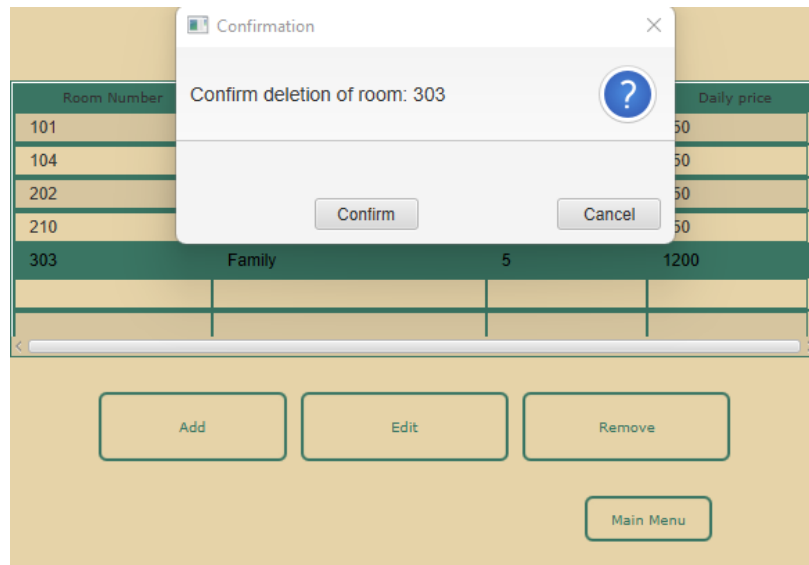 Confirmation
Confirm deletion of room: 303
?
Confirm Cancel
Room Number Daily price
101 50
104 50
202 50
210 50
303 Family 5 1200
Add Edit Remove
Main Menu